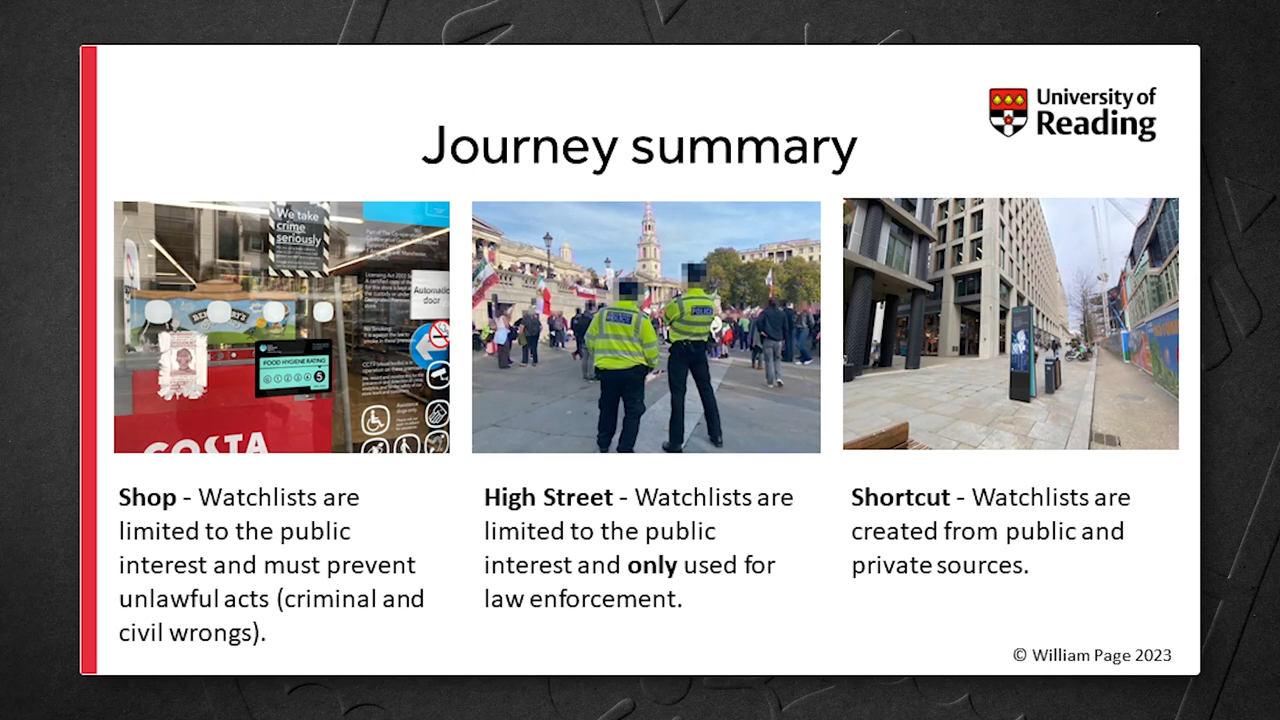 University of
Reading
Journey summary
We take
crime
seriously
Automatic
door
FOOD HYGIENE RATING
5
COSTA
POLICE
Shop - Watchlists are
limited to the public
interest and must prevent
unlawful acts (criminal and
civil wrongs).
High Street - Watchlists are
limited to the public
interest and only used for
law enforcement.
Shortcut - Watchlists are
created from public and
private sources.
© William Page 2023